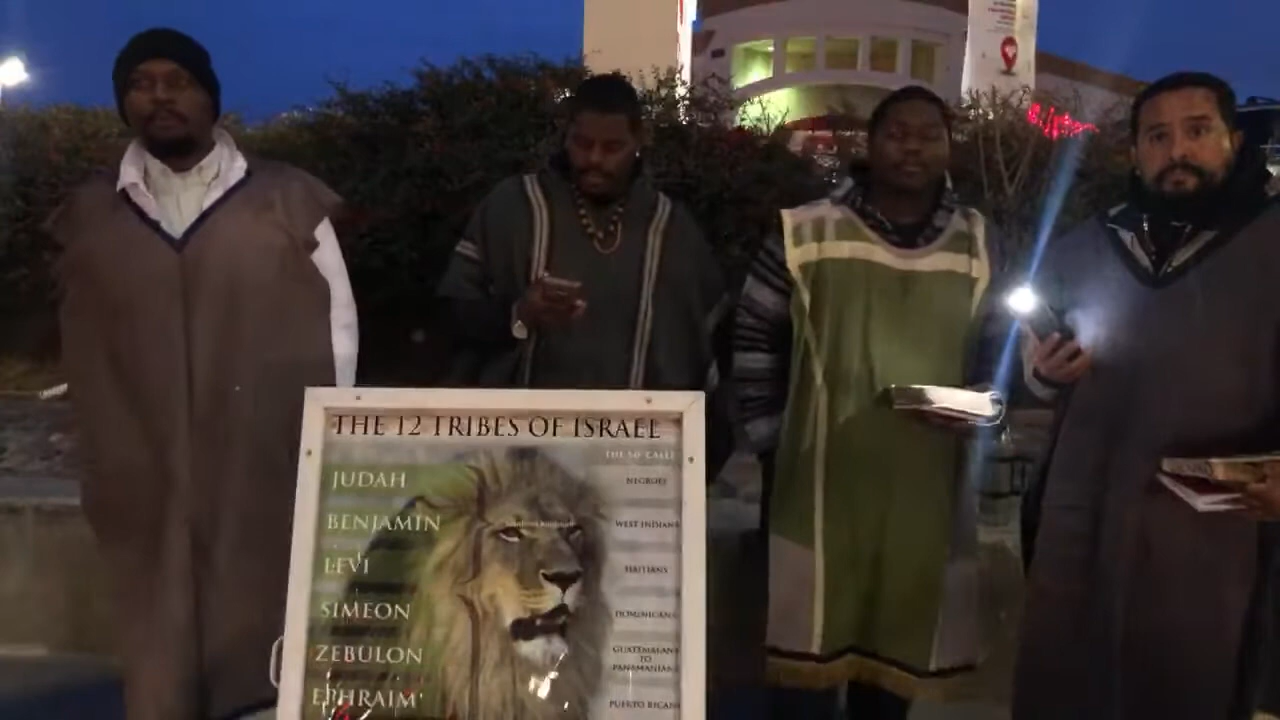 THE 12 TRIBES OF ISRAEL
THE SO CALLE
JUDAH
NEGROES
BENJAMIN
WEST INDIANS
LEVI
HAITIANS
SIMEON
DOMINICANS
ZEBULON
GUATEMALANS
TO
PANAMANIANS
EPHRAIM
PUERTO RICANS